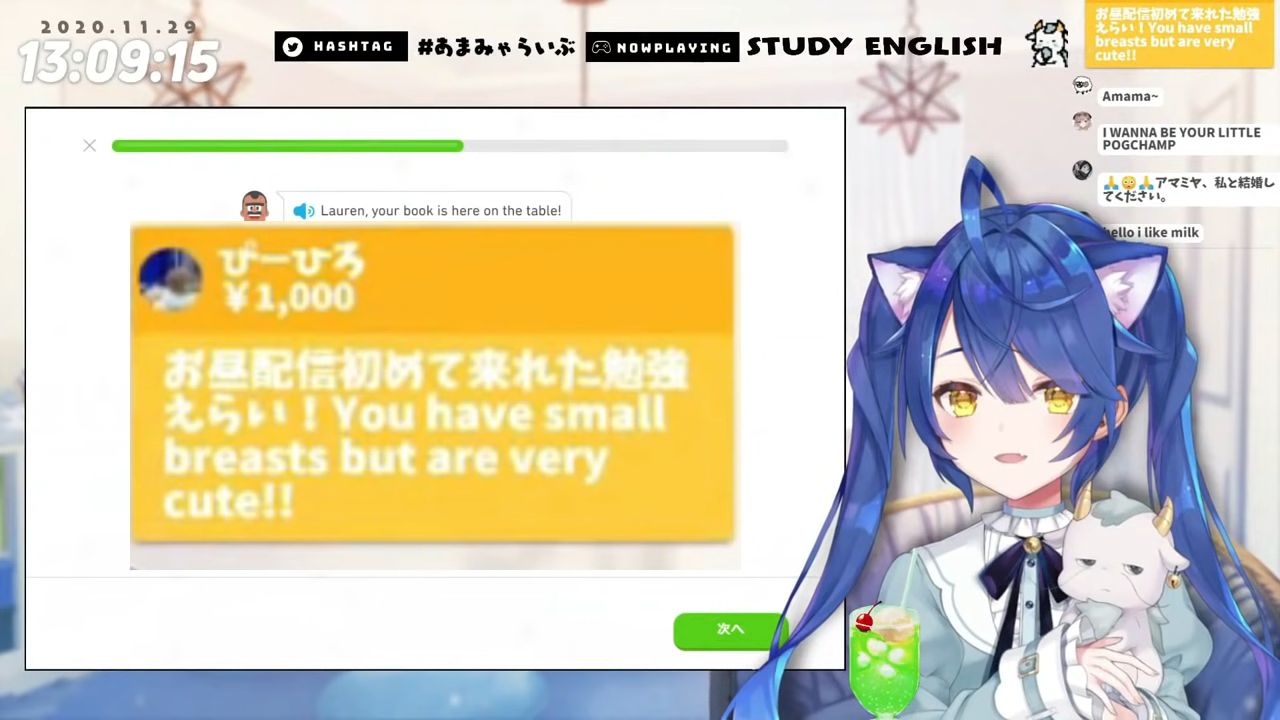 2020.11.29
13:09:15
HASHTAG
#あまみゃらいぶ
NOWPLAYING
STUDY ENGLISH
お昼配信初めて来れた勉強
えらい！You have small
breasts but are very
cute!!
Amama~
I WANNA BE YOUR LITTLE
POGCHAMP
🙏😳🙏アマミヤ、私と結婚し
てください。
hello i like milk
Lauren, your book is here on the table!
ぴーひろ
￥1,000
お昼配信初めて来れた勉強
えらい！You have small
breasts but are very
cute!!
次へ